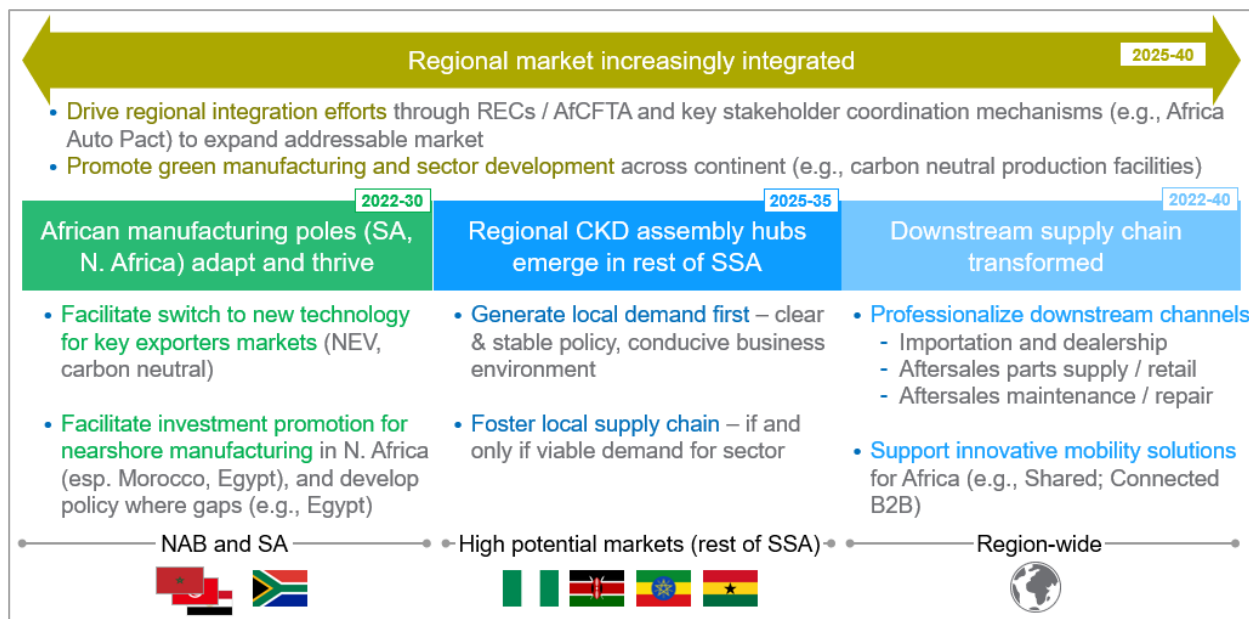 Regional market increasingly integrated
2025-40
• Drive regional integration efforts through RECs / AfCFTA and key stakeholder coordination mechanisms (e.g., Africa
Auto Pact) to expand addressable market
• Promote green manufacturing and sector development across continent (e.g., carbon neutral production facilities)
2022-30
African manufacturing poles (SA,
N. Africa) adapt and thrive
• Facilitate switch to new technology
for key exporters markets (NEV,
carbon neutral)
• Facilitate investment promotion for
nearshore manufacturing in N. Africa
(esp. Morocco, Egypt), and develop
policy where gaps (e.g., Egypt)
NAB and SA
2025-35
Regional CKD assembly hubs
emerge in rest of SSA
• Generate local demand first – clear
& stable policy, conducive business
environment
• Foster local supply chain – if and
only if viable demand for sector
High potential markets (rest of SSA)
2022-40
Downstream supply chain
transformed
• Professionalize downstream channels
- Importation and dealership
- Aftersales parts supply / retail
- Aftersales maintenance / repair
• Support innovative mobility solutions
for Africa (e.g., Shared; Connected
B2B)
Region-wide